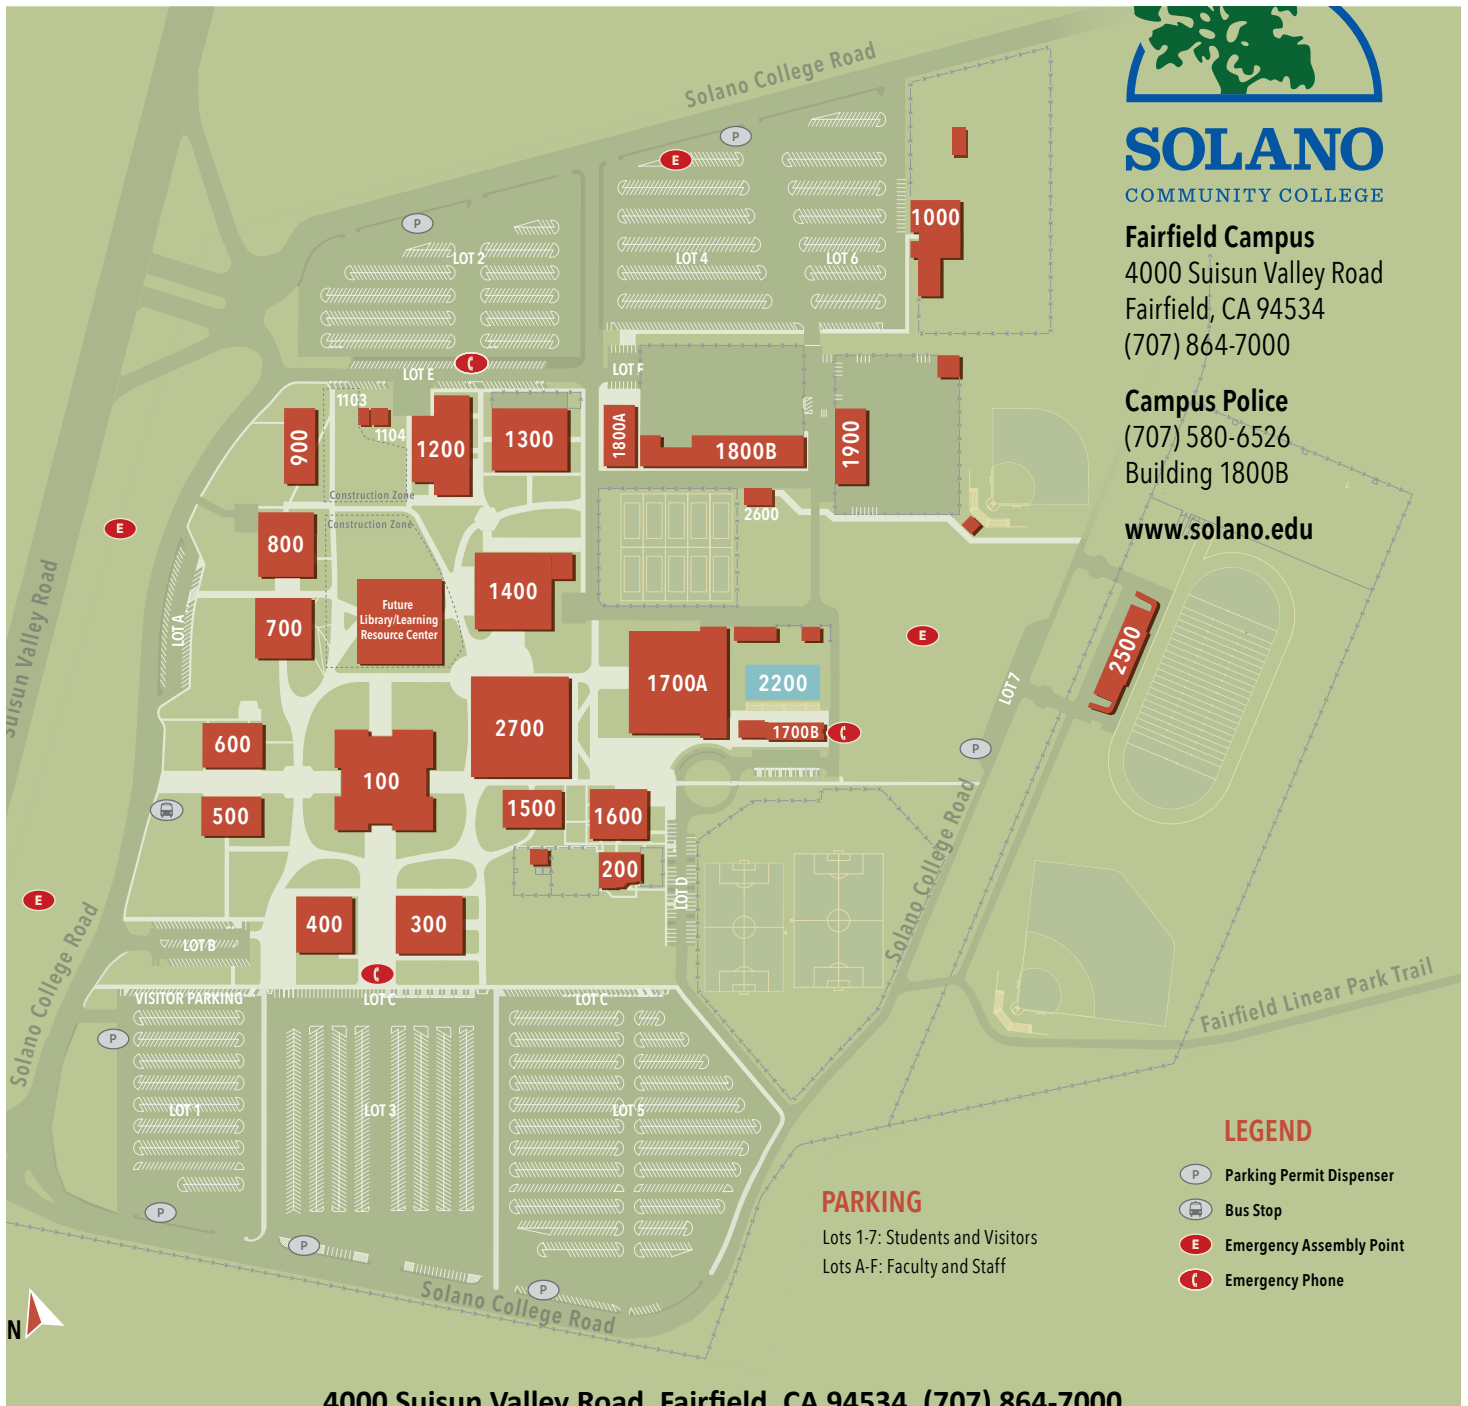 Solano College Road
P
E
P
SOLANO
COMMUNITY COLLEGE
Fairfield Campus
4000 Suisun Valley Road
Fairfield, CA 94534
(707) 864-7000
Campus Police
(707) 580-6526
Building 1800B
www.solano.edu
1000
LOT 2
LOT 4
LOT 6
LOT E
LOT F
1103
1104
900
1200
1300
1800A
1800B
1900
Construction Zone
Construction Zone
2600
E
800
1400
Future
Library/Learning
Resource Center
700
LOT A
Suisun Valley Road
E
2500
LOT 7
1700A
2200
1700B
P
2700
600
100
500
1500
1600
200
LOT D
Solano College Road
E
400
300
LOT B
Solano College Road
VISITOR PARKING
LOT C
LOT C
Fairfield Linear Park Trail
P
LOT 1
LOT 3
LOT 5
P
P
P
Solano College Road
PARKING
Lots 1-7: Students and Visitors
Lots A-F: Faculty and Staff
LEGEND
P Parking Permit Dispenser
Bus Stop
E Emergency Assembly Point
Emergency Phone
N
4000 Suisun Valley Road, Fairfield, CA 94534, (707) 864-7000